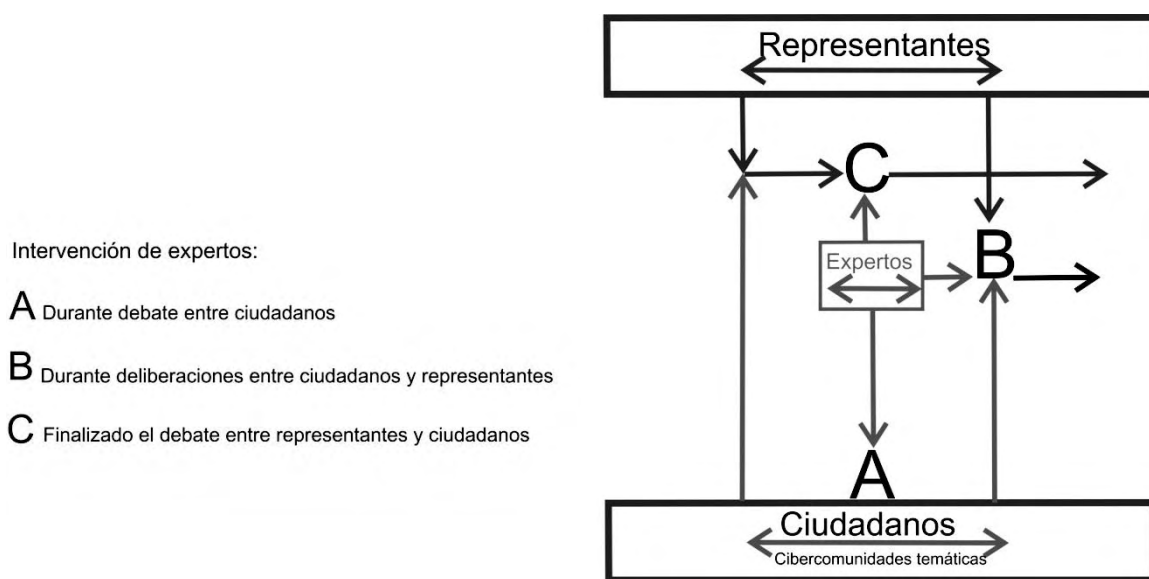 Representantes
C
Intervención de expertos:
Expertos
B
A Durante debate entre ciudadanos
B Durante deliberaciones entre ciudadanos y representantes
C Finalizado el debate entre representantes y ciudadanos
A
Ciudadanos
Cibercomunidades temáticas